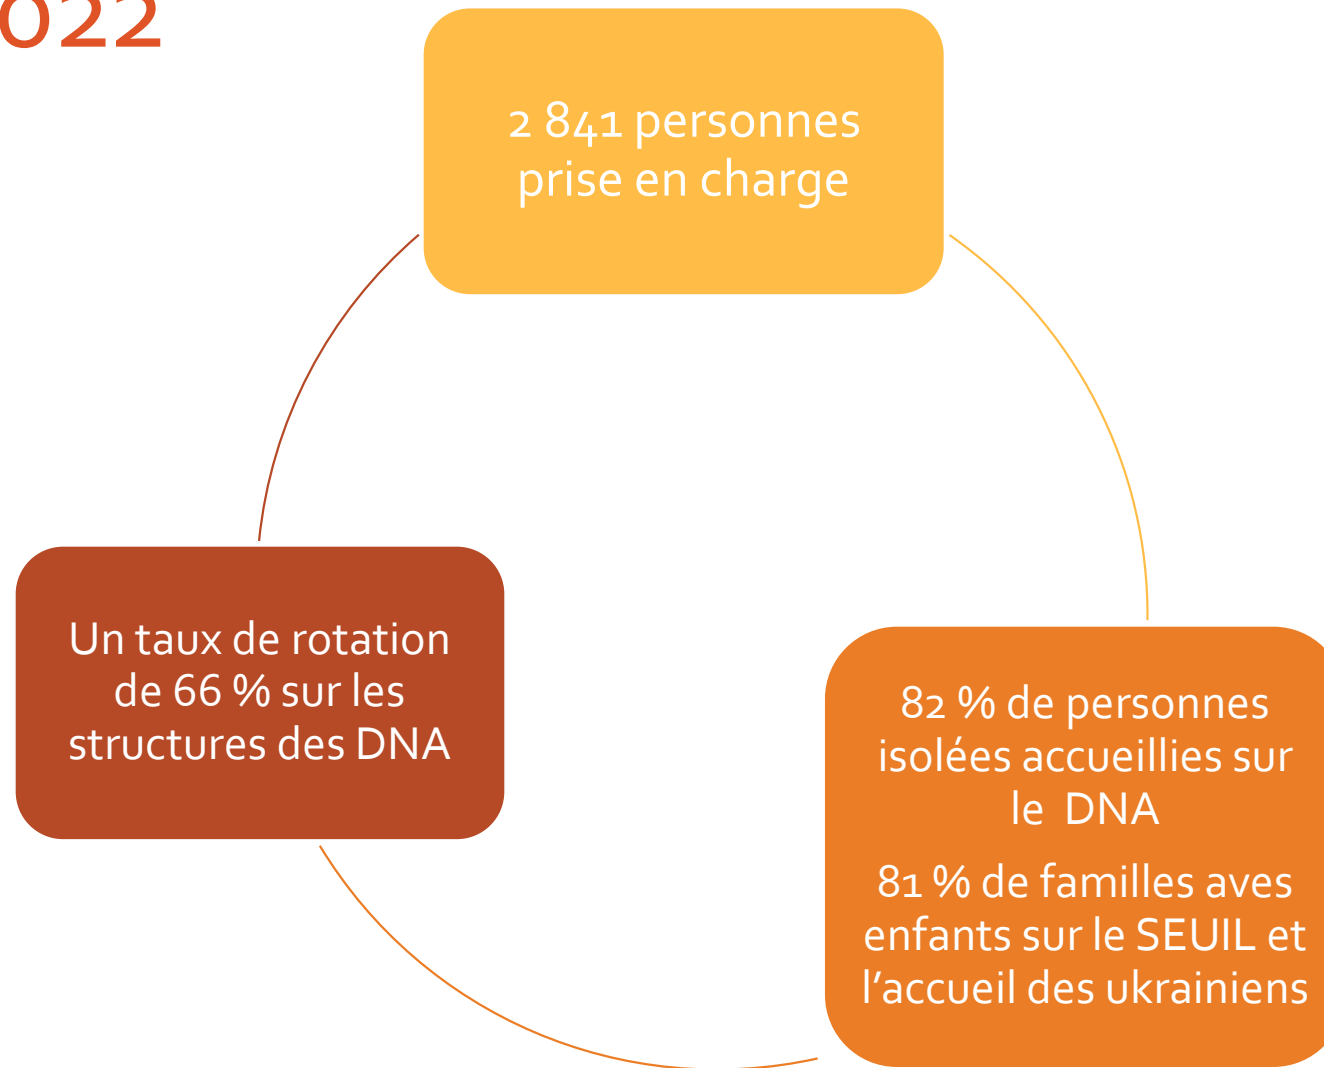 022
2 841 personnes
prise en charge
Un taux de rotation
de 66 % sur les
structures des DNA
82 % de personnes
isolées accueillies sur
le DNA
81 % de familles aves
enfants sur le SEUIL et
l’accueil des ukrainiens